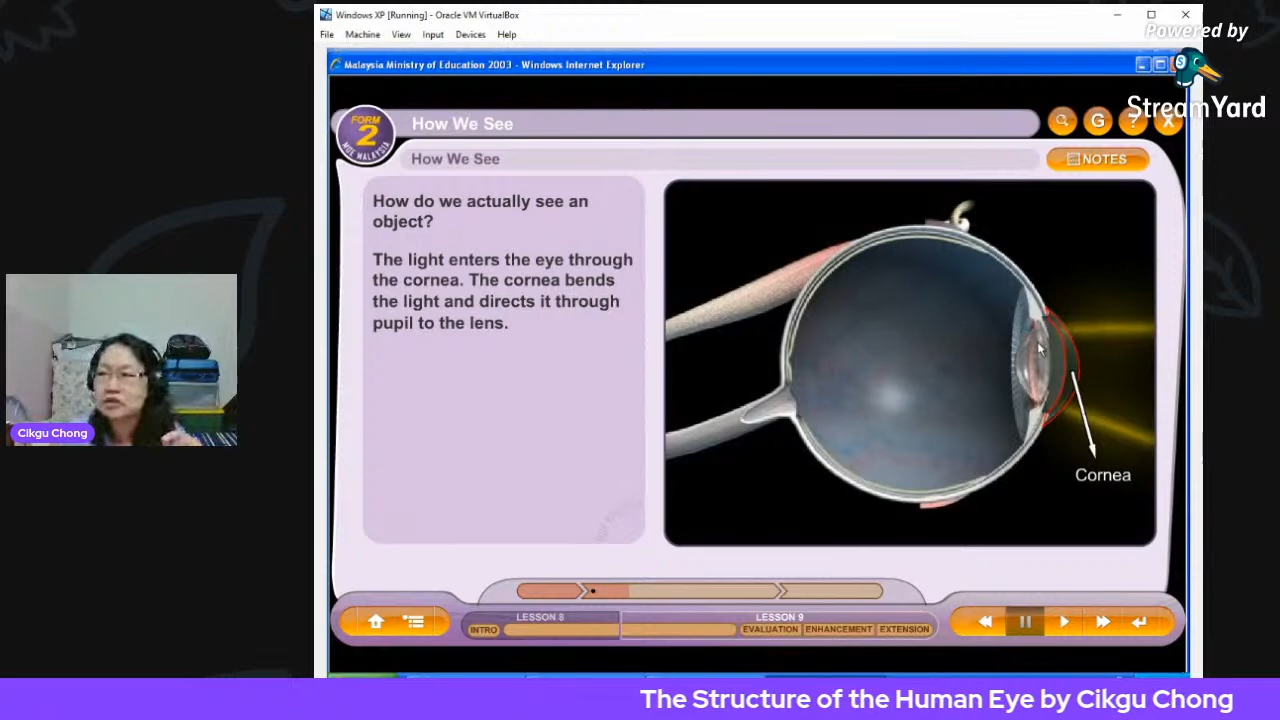 Windows XP [Running] - Oracle VM VirtualBox
File Machine View Input Devices Help
Powered by
StreamYard
Malaysia Ministry of Education 2003 - Windows Internet Explorer
FORM
2
MOE MALAYSIA
How We See
G ? X
How We See
NOTES
How do we actually see an
object?
The light enters the eye through
the cornea. The cornea bends
the light and directs it through
pupil to the lens.
Cornea
Cikgu Chong
LESSON 8
LESSON 9
INTRO
EVALUATION ENHANCEMENT EXTENSION
The Structure of the Human Eye by Cikgu Chong